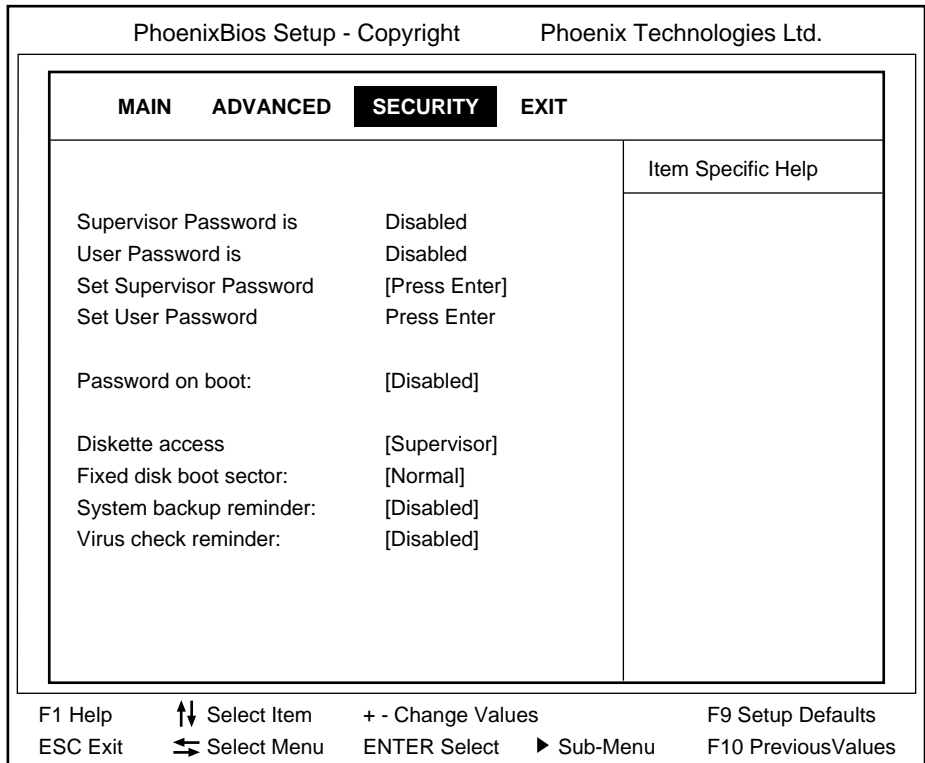 PhoenixBios Setup - Copyright Phoenix Technologies Ltd.
MAIN ADVANCED SECURITY EXIT
Item Specific Help
Supervisor Password is Disabled
User Password is Disabled
Set Supervisor Password [Press Enter]
Set User Password Press Enter
Password on boot: [Disabled]
Diskette access [Supervisor]
Fixed disk boot sector: [Normal]
System backup reminder: [Disabled]
Virus check reminder: [Disabled]
F1 Help Select Item + - Change Values F9 Setup Defaults
ESC Exit Select Menu ENTER Select Sub-Menu F10 PreviousValues